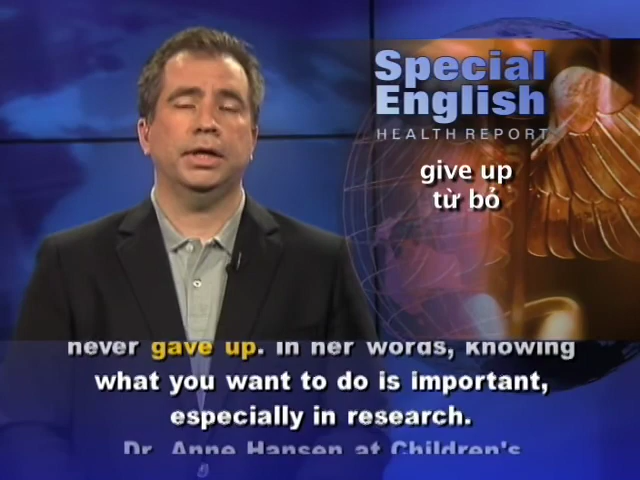 Special
English
HEALTH REPORT
give up
từ bỏ
never gave up. In her words, knowing
what you want to do is important,
especially in research.
Dr. Anne Hansen at Children's